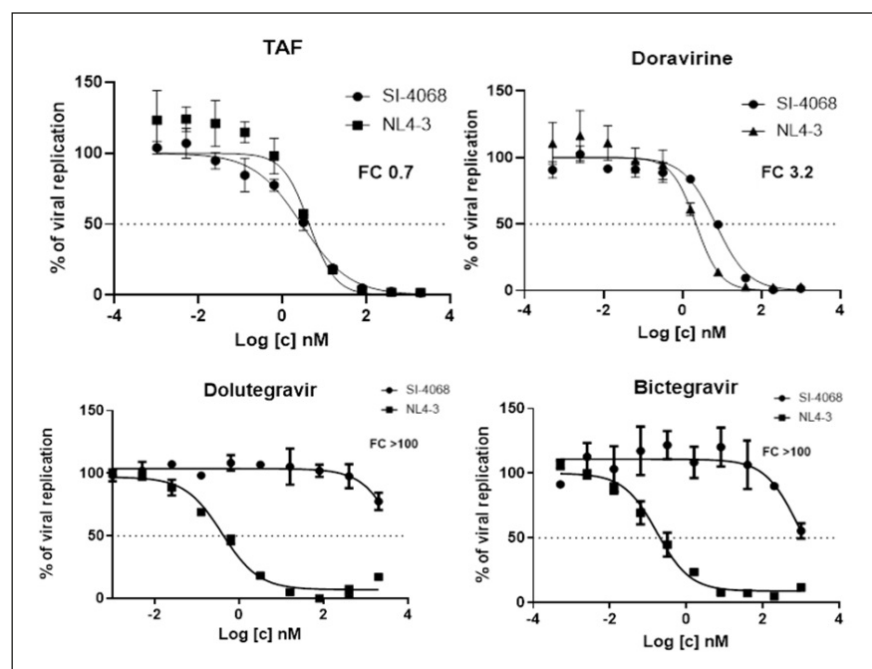 TAF
SI-4068
NL4-3
FC 0.7
% of viral replication
150
100
50
0
-4
-2
0
2
4
Log [c] nM
Doravirine
SI-4068
NL4-3
FC 3.2
% of viral replication
150
100
50
0
-4
-2
0
2
4
Log [c] nM
Dolutegravir
SI-4068
NL4-3
FC >100
% of viral replication
150
100
50
0
-2
0
2
4
Log [c] nM
Bictegravir
SI-4068
NL4-3
FC >100
% of viral replication
150
100
50
0
-4
-2
0
2
4
Log [c] nM